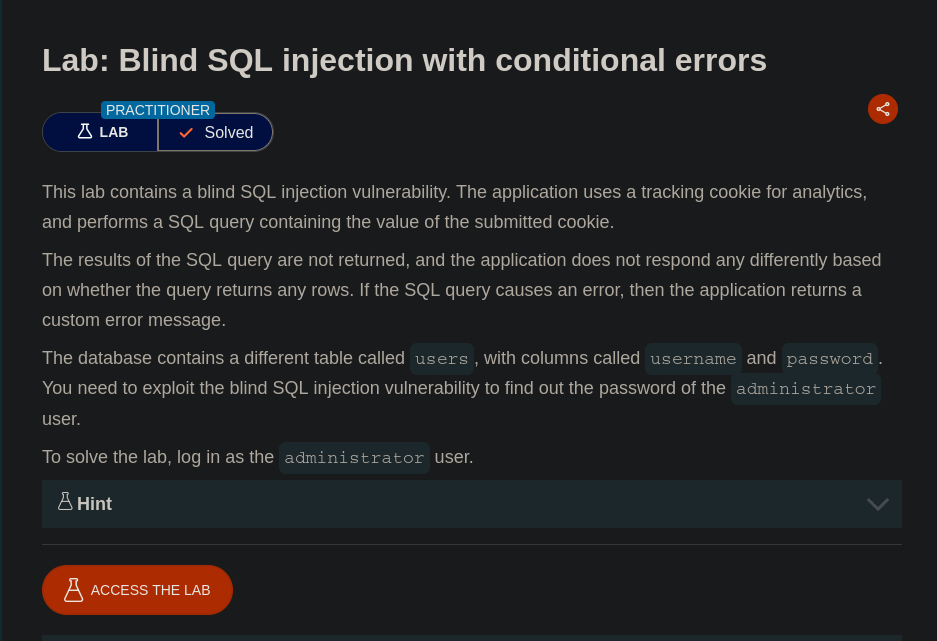 Lab: Blind SQL injection with conditional errors
PRACTITIONER
LAB
Solved
This lab contains a blind SQL injection vulnerability. The application uses a tracking cookie for analytics,
and performs a SQL query containing the value of the submitted cookie.
The results of the SQL query are not returned, and the application does not respond any differently based
on whether the query returns any rows. If the SQL query causes an error, then the application returns a
custom error message.
The database contains a different table called users, with columns called username and password.
You need to exploit the blind SQL injection vulnerability to find out the password of the administrator
user.
To solve the lab, log in as the administrator user.
Hint
ACCESS THE LAB